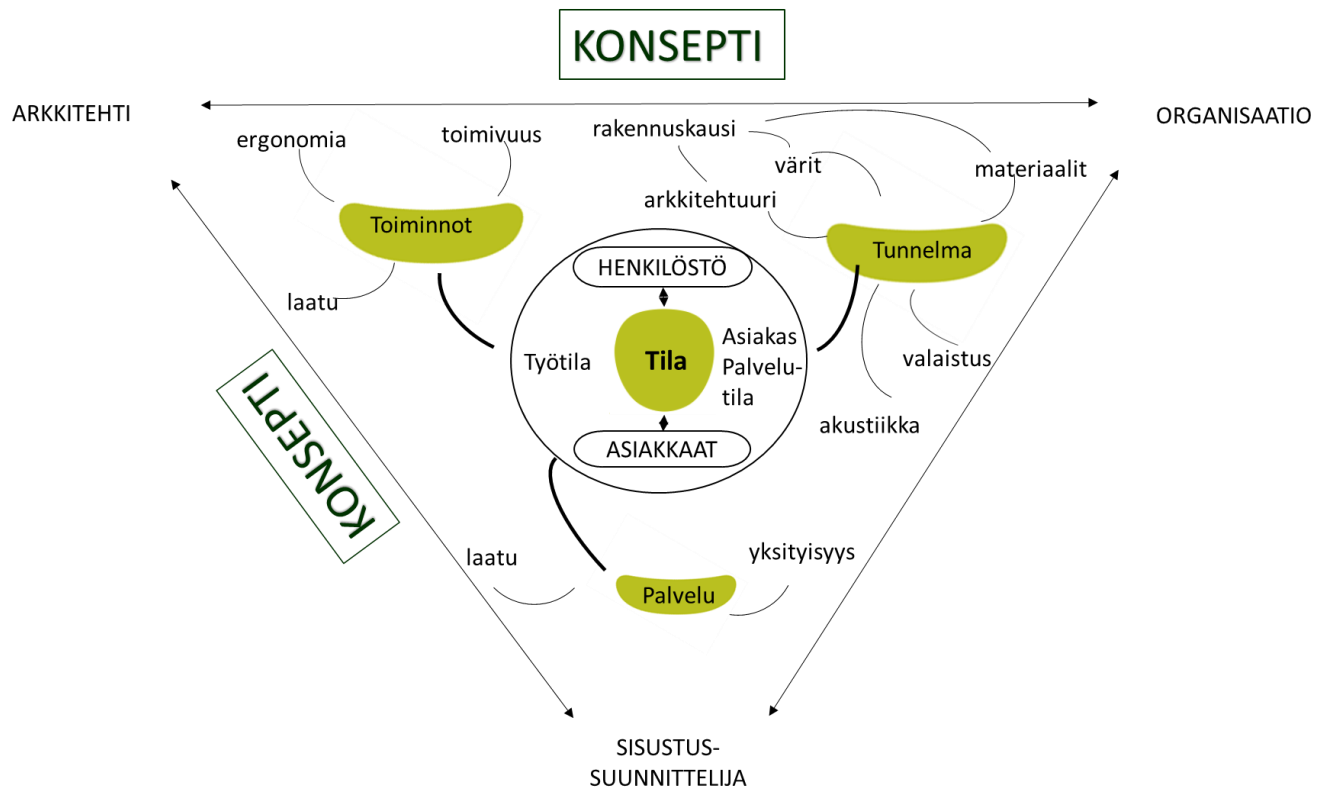 KONSEPTI
ARKKITEHTI
ORGANISAATIO
ergonomia
toimivuus
rakennuskausi
värit
materiaalit
arkkitehtuuri
Toiminnot
Tunnelma
laatu
HENKILÖSTÖ
Työtila
Tila
Asiakas
Palvelu-
tila
valaistus
akustiikka
ASIAKKAAT
KONSEPTI
laatu
yksityisyys
Palvelu
SISUSTUS-
SUUNNITTELIJA